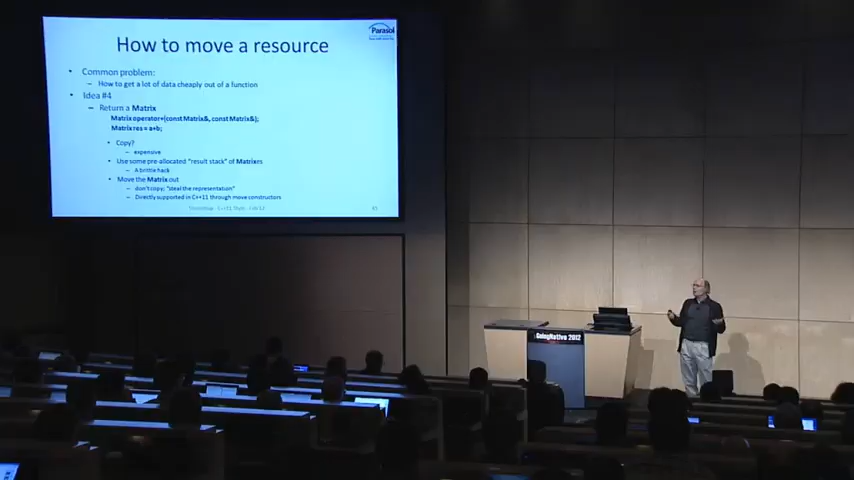 Parasol
How to move a resource
• Common problem:
– How to get a lot of data cheaply out of a function
• Idea #4
– Return a Matrix
Matrix operator+(const Matrix&, const Matrix&);
Matrix res = a+b;
• Copy?
– expensive
• Use some pre-allocated "result stack" of Matrixs
– A brittle hack
• Move the Matrix out
– don't copy; "steal the representation"
– Directly supported in C++11 through move constructors
GoingNative 2012